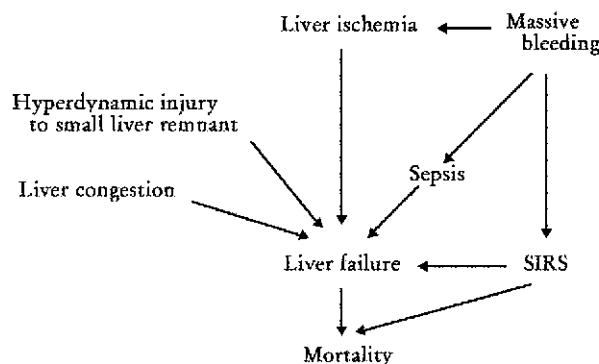 Liver ischemia
Massive
bleeding
Hyperdynamic injury
to small liver remnant
Sepsis
Liver congestion
Liver failure
SIRS
Mortality